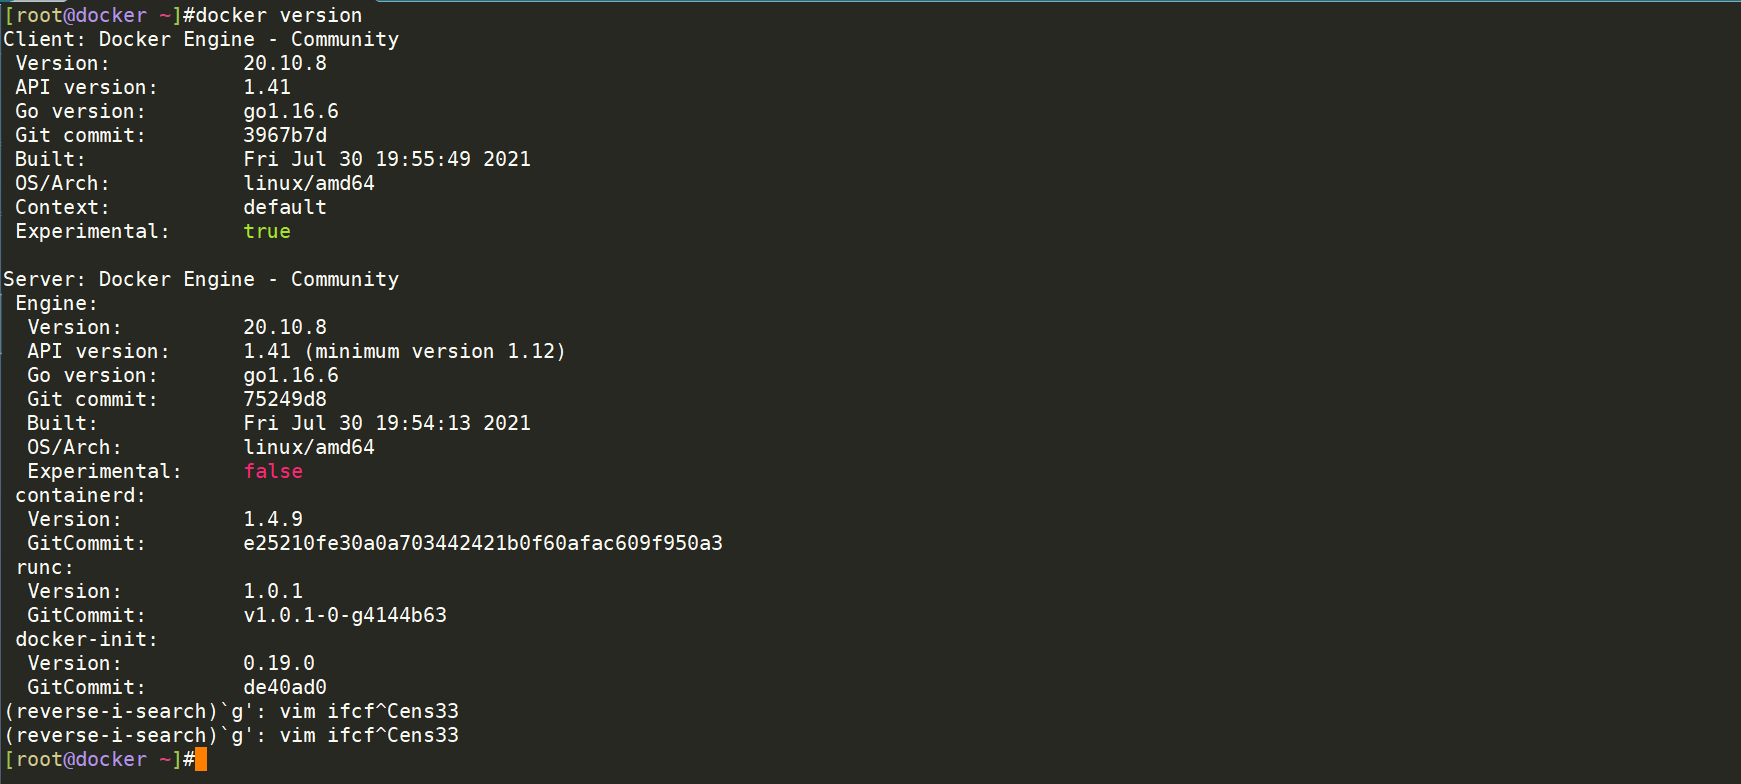 [root@docker ~]#docker version
Client: Docker Engine - Community
 Version:           20.10.8
 API version:       1.41
 Go version:        go1.16.6
 Git commit:        3967b7d
 Built:             Fri Jul 30 19:55:49 2021
 OS/Arch:           linux/amd64
 Context:           default
 Experimental:      true

Server: Docker Engine - Community
 Engine:
  Version:          20.10.8
  API version:      1.41 (minimum version 1.12)
  Go version:       go1.16.6
  Git commit:       75249d8
  Built:            Fri Jul 30 19:54:13 2021
  OS/Arch:          linux/amd64
  Experimental:     false
 containerd:
  Version:          1.4.9
  GitCommit:        e25210fe30a0a703442421b0f60afac609f950a3
 runc:
  Version:          1.0.1
  GitCommit:        v1.0.1-0-g4144b63
 docker-init:
  Version:          0.19.0
  GitCommit:        de40ad0
(reverse-i-search)`g': vim ifcf^Cens33
(reverse-i-search)`g': vim ifcf^Cens33
[root@docker ~]#